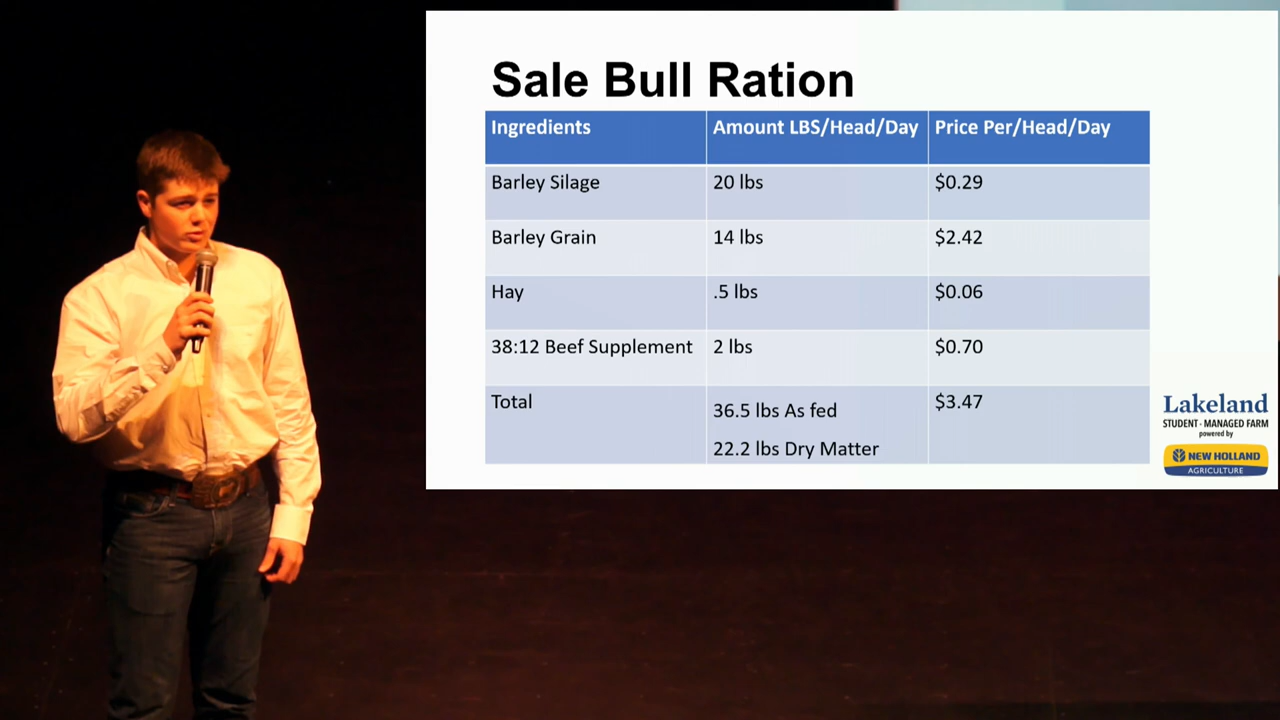 Sale Bull Ration
Ingredients Amount LBS/Head/Day Price Per/Head/Day
Barley Silage 20 lbs $0.29
Barley Grain 14 lbs $2.42
Hay .5 lbs $0.06
38:12 Beef Supplement 2 lbs $0.70
Total 36.5 lbs As fed $3.47
22.2 lbs Dry Matter
Lakeland
STUDENT-MANAGED FARM
powered by
NEW HOLLAND
AGRICULTURE